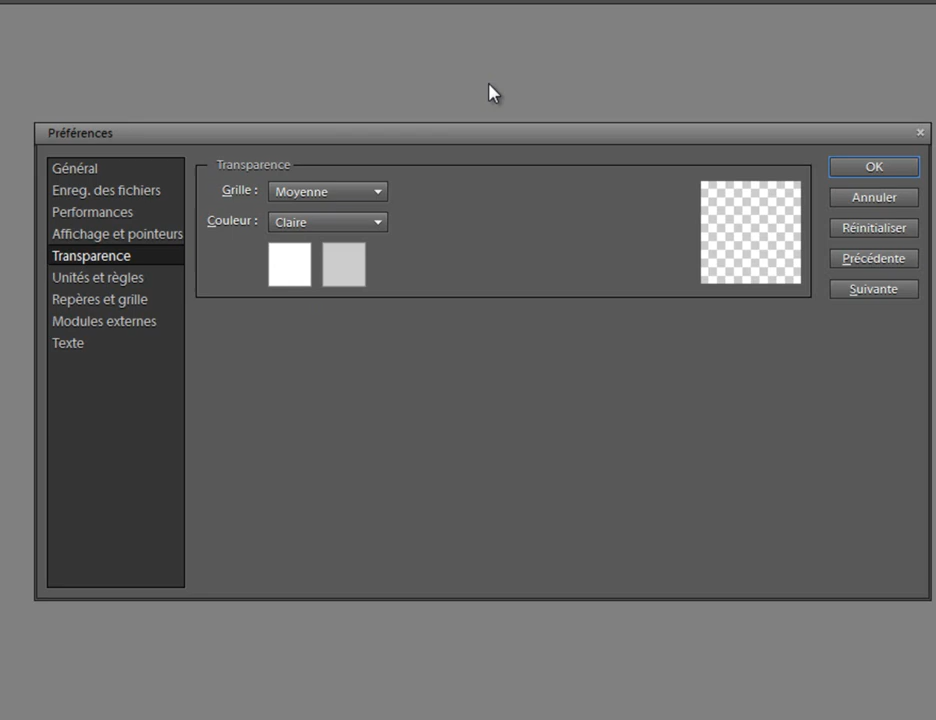 Préférences
Général
Enreg. des fichiers
Performances
Affichage et pointeurs
Transparence
Unités et règles
Repères et grille
Modules externes
Texte
Transparence
Grille : Moyenne
Couleur : Claire
OK
Annuler
Réinitialiser
Précédente
Suivante